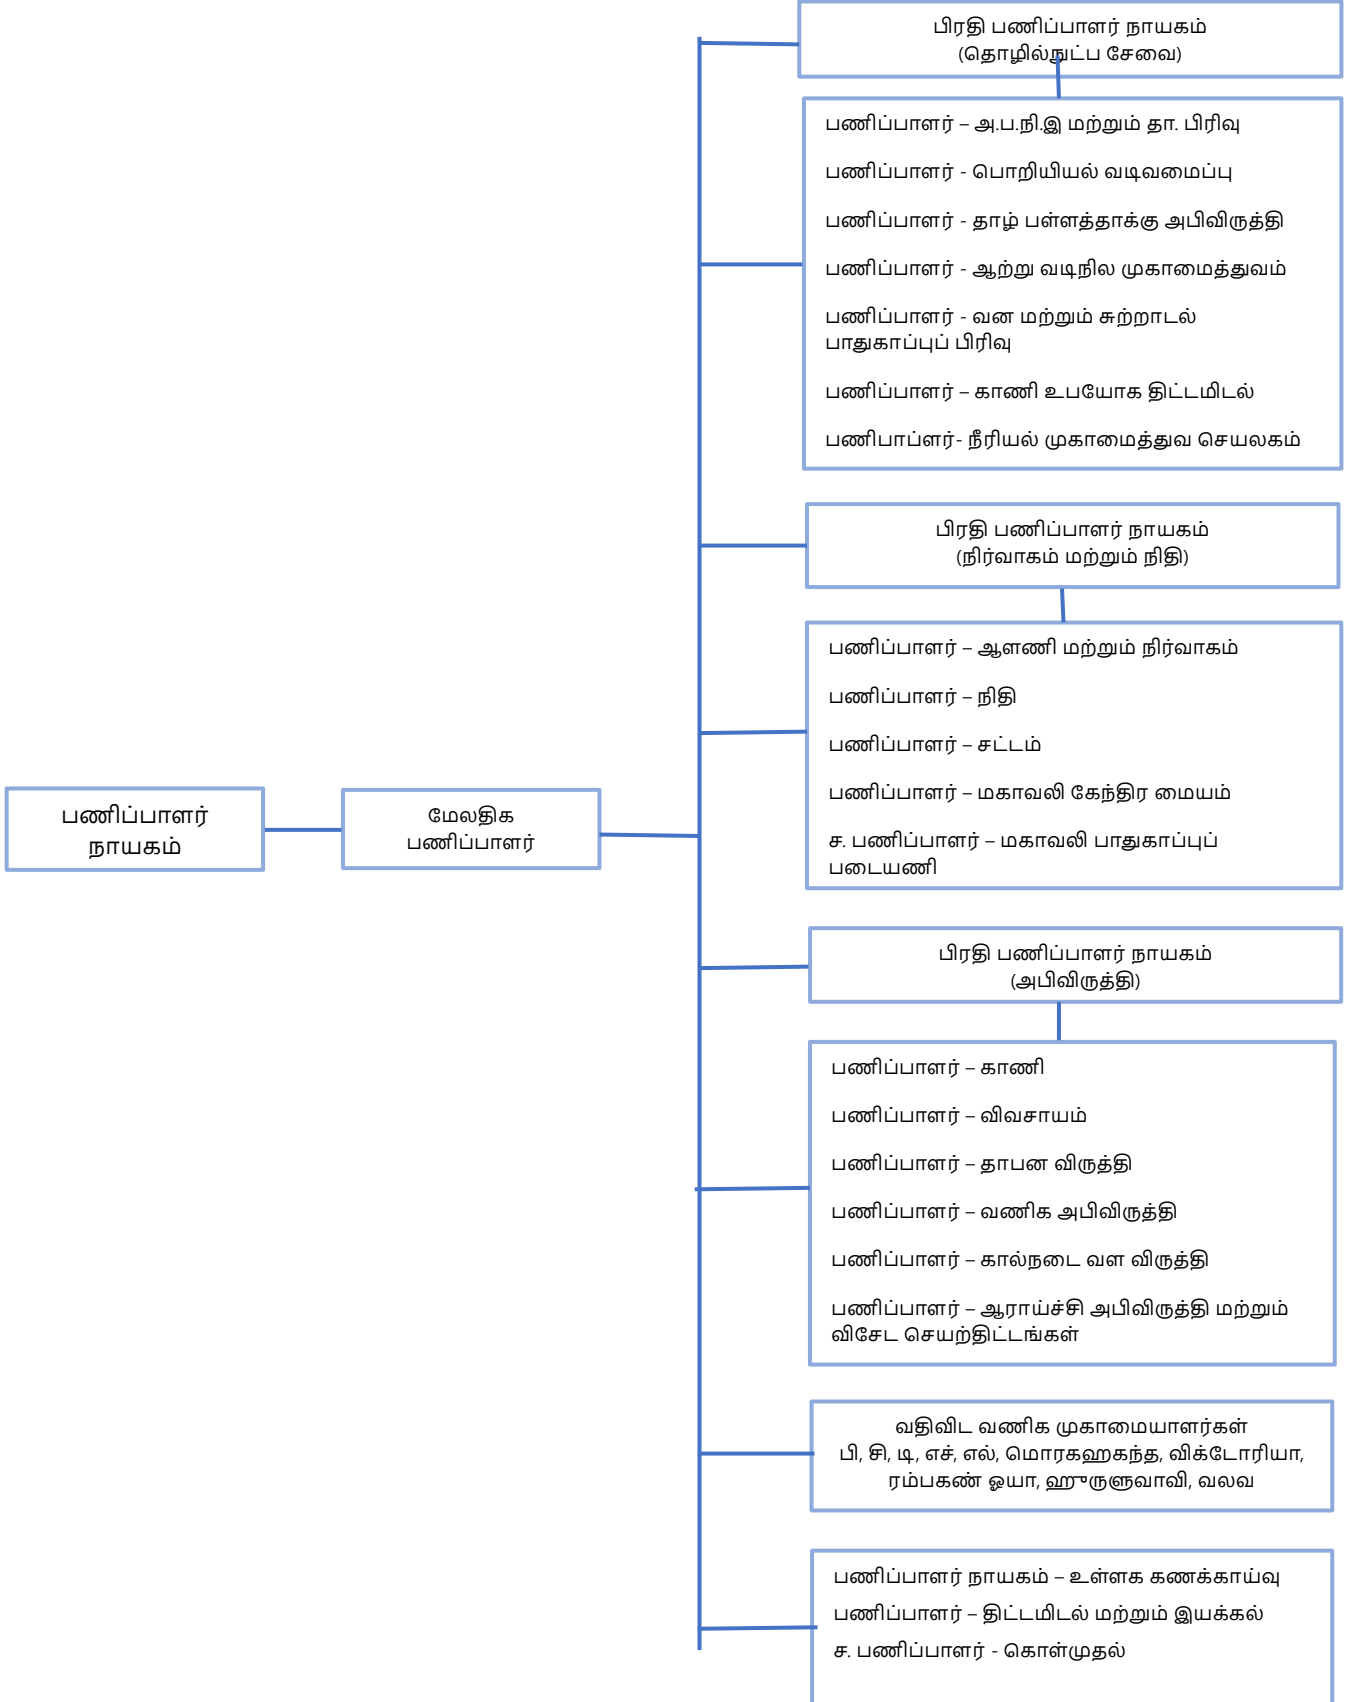 பிரதி பணிப்பாளர் நாயகம்
(தொழில்நுட்ப சேவை)
பணிப்பாளர் – அ.ப.நி.இ மற்றும் தா. பிரிவு
பணிப்பாளர் - பொறியியல் வடிவமைப்பு
பணிப்பாளர் - தாழ் பள்ளத்தாக்கு அபிவிருத்தி
பணிப்பாளர் - ஆற்று வடிநில முகாமைத்துவம்
பணிப்பாளர் - வன மற்றும் சுற்றாடல்
பாதுகாப்புப் பிரிவு
பணிப்பாளர் – காணி உபயோக திட்டமிடல்
பணிபாப்ளர்- நீரியல் முகாமைத்துவ செயலகம்
பிரதி பணிப்பாளர் நாயகம்
(நிர்வாகம் மற்றும் நிதி)
பணிப்பாளர் – ஆளணி மற்றும் நிர்வாகம்
பணிப்பாளர் – நிதி
பணிப்பாளர் – சட்டம்
பணிப்பாளர் – மகாவலி கேந்திர மையம்
ச. பணிப்பாளர் – மகாவலி பாதுகாப்புப்
படையணி
பணிப்பாளர்
நாயகம்
மேலதிக
பணிப்பாளர்
பிரதி பணிப்பாளர் நாயகம்
(அபிவிருத்தி)
பணிப்பாளர் – காணி
பணிப்பாளர் – விவசாயம்
பணிப்பாளர் – தாபன விருத்தி
பணிப்பாளர் – வணிக அபிவிருத்தி
பணிப்பாளர் – கால்நடை வள விருத்தி
பணிப்பாளர் – ஆராய்ச்சி அபிவிருத்தி மற்றும்
விசேட செயற்திட்டங்கள்
வதிவிட வணிக முகாமையாளர்கள்
பி, சி, டி, எச், எல், மொரகஹகந்த, விக்டோரியா,
ரம்பகண் ஓயா, ஹுருளுவாவி, வலவ
பணிப்பாளர் நாயகம் – உள்ளக கணக்காய்வு
பணிப்பாளர் – திட்டமிடல் மற்றும் இயக்கல்
ச. பணிப்பாளர் - கொள்முதல்